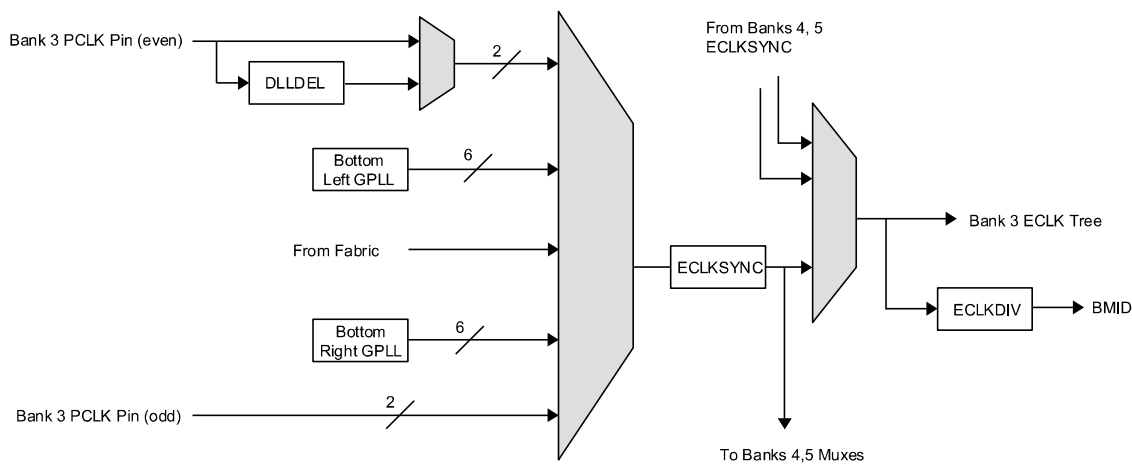 Bank 3 PCLK Pin (even)
DLLDEL
2
From Banks 4, 5
ECLKSYNC
Bottom
Left GPLL
6
From Fabric
ECLKSYNC
Bank 3 ECLK Tree
ECLKDIV
BMID
Bottom
Right GPLL
6
Bank 3 PCLK Pin (odd)
2
To Banks 4,5 Muxes